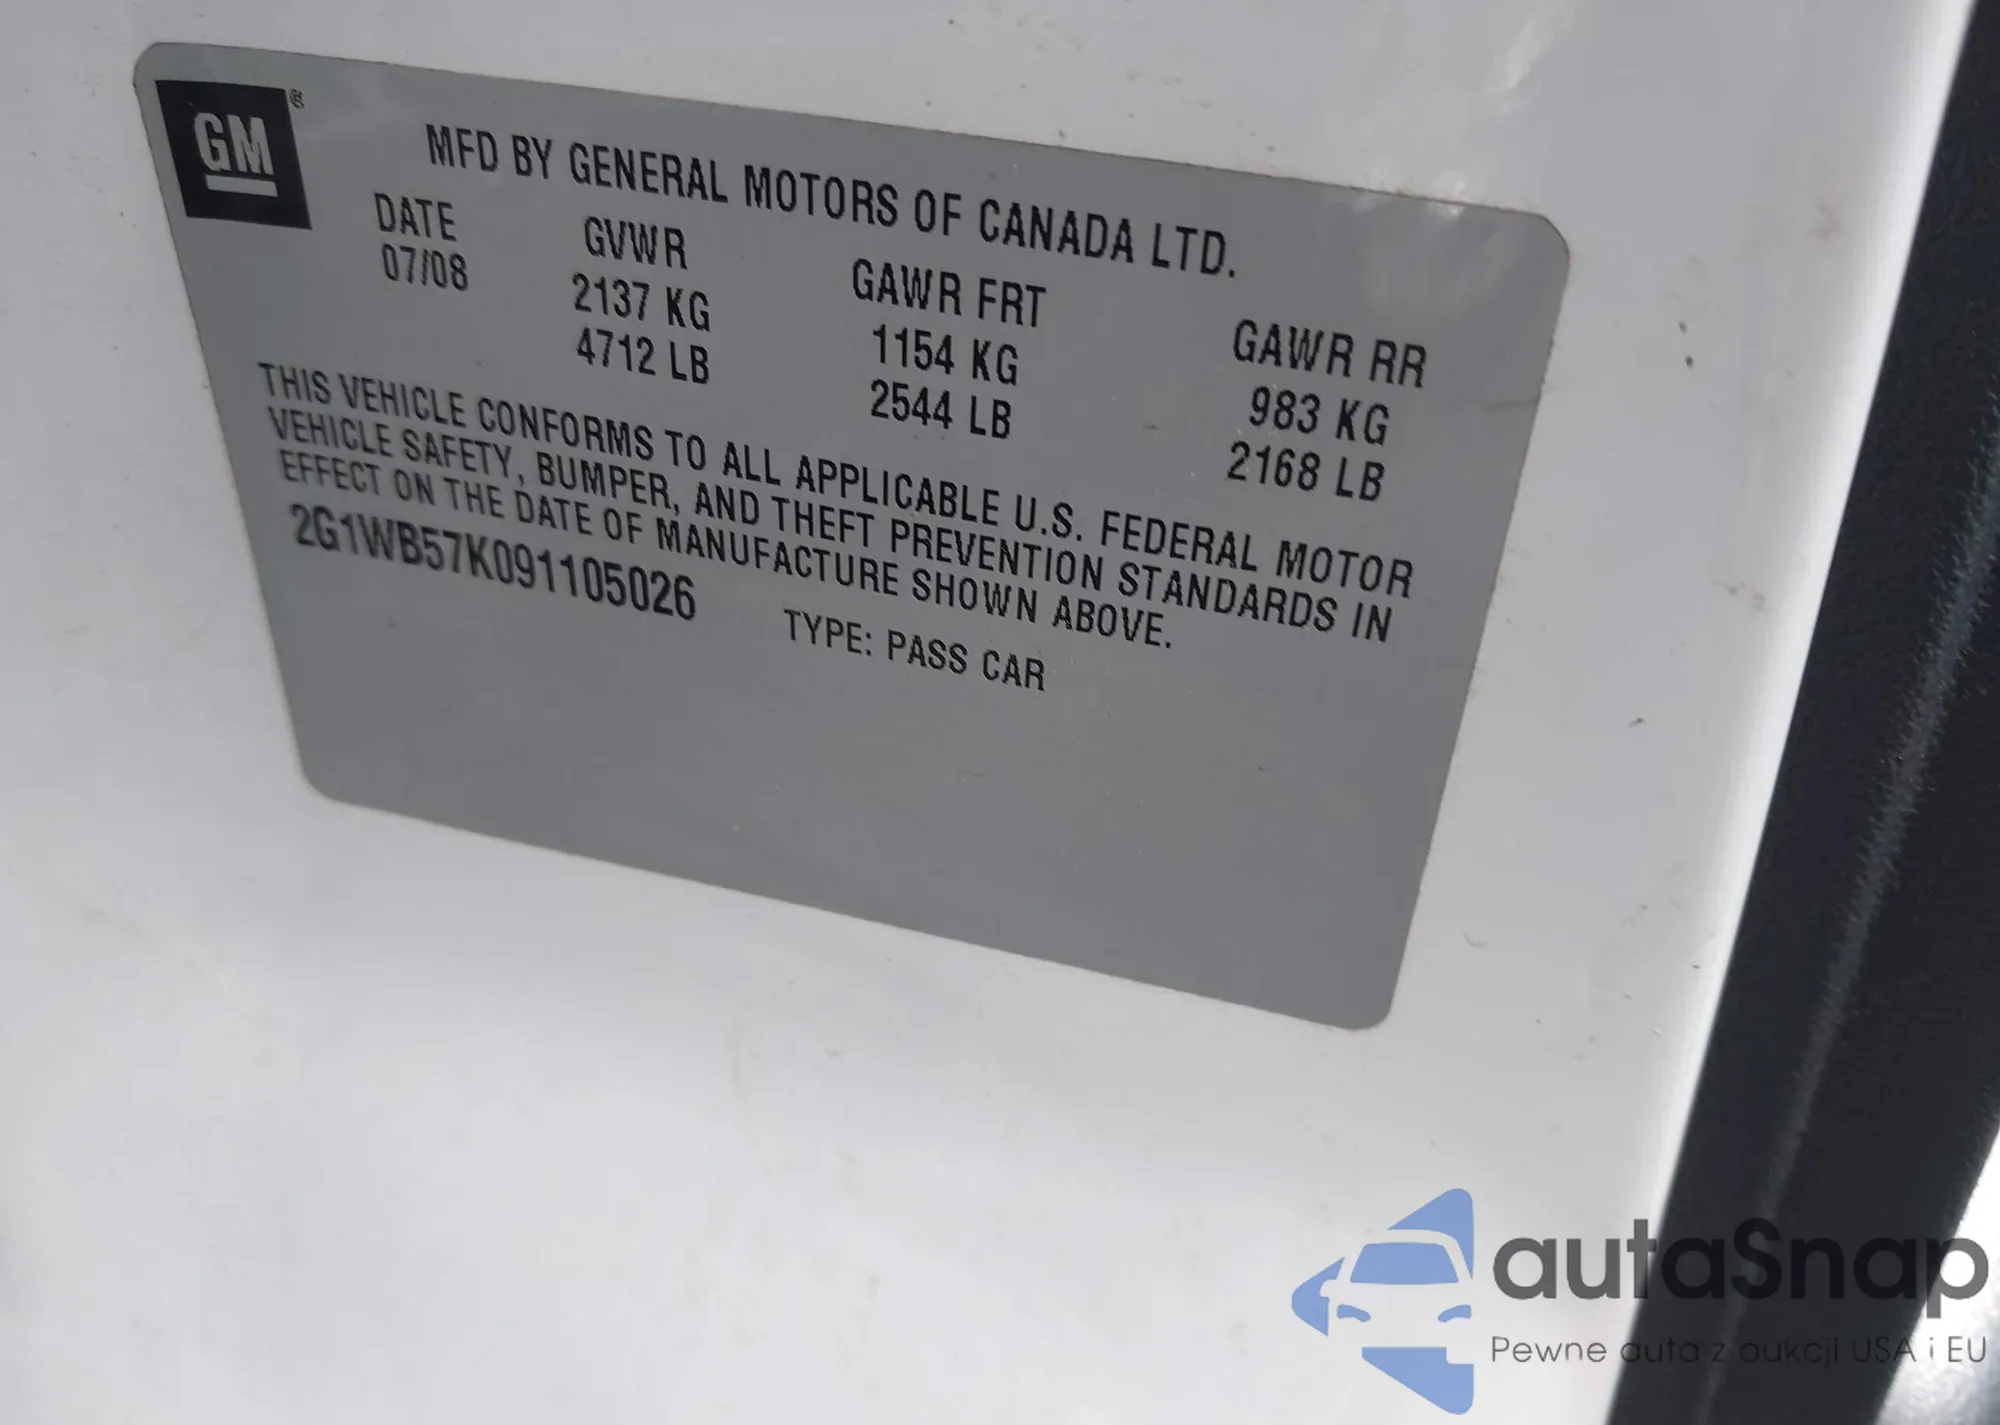 GM ®
MFD BY GENERAL MOTORS OF CANADA LTD.
DATE GVWR GAWR FRT GAWR RR
07/08 2137 KG 1154 KG 983 KG
4712 LB 2544 LB 2168 LB
THIS VEHICLE CONFORMS TO ALL APPLICABLE U.S. FEDERAL MOTOR
VEHICLE SAFETY, BUMPER, AND THEFT PREVENTION STANDARDS IN
EFFECT ON THE DATE OF MANUFACTURE SHOWN ABOVE.
2G1WB57K091105026 TYPE: PASS CAR
autaSnap
Pewne auta z aukcji USA i EU